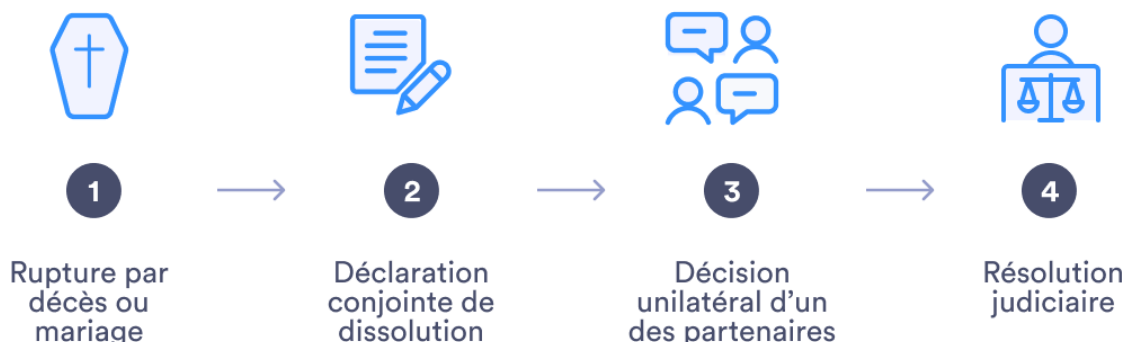 1
2
3
4
Rupture par
décès ou
mariage
Déclaration
conjointe de
dissolution
Décision
unilatéral d'un
des partenaires
Résolution
judiciaire